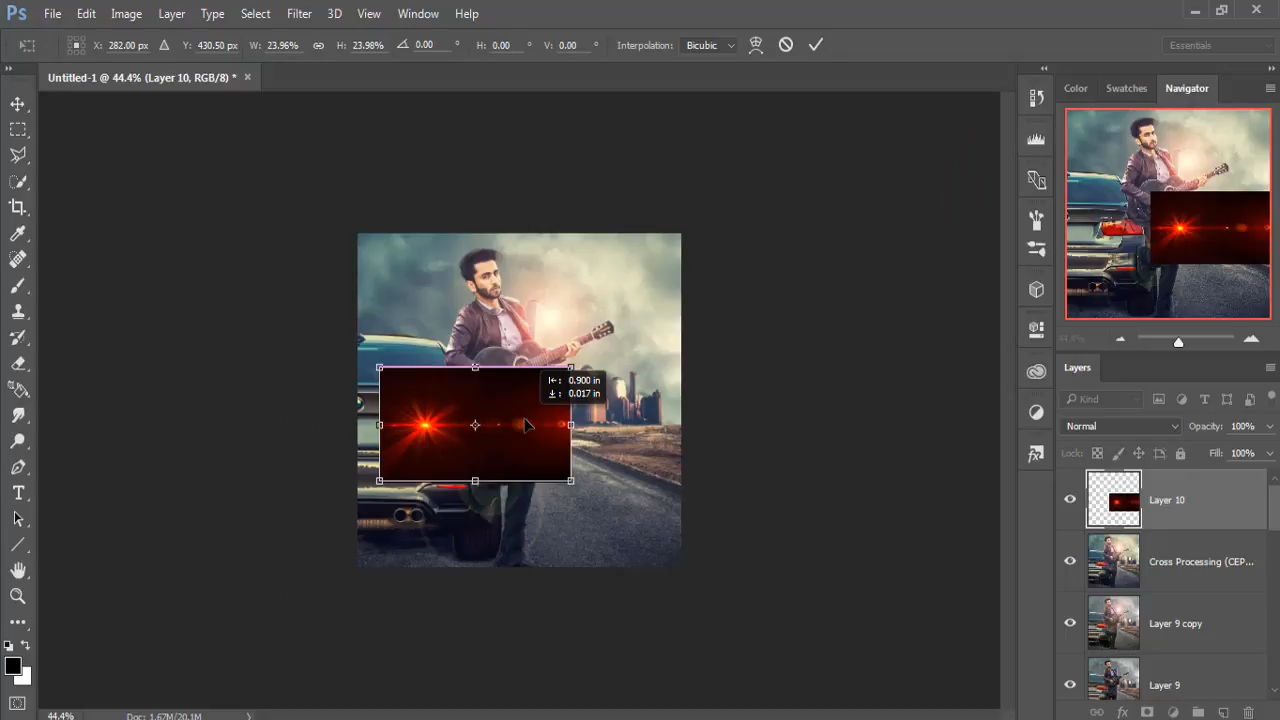 Ps File Edit Image Layer Type Select Filter 3D View Window Help
X: 282.00 px Y: 430.50 px W: 23.96% H: 23.98% 0.00 ° H: 0.00 ° V: 0.00 ° Interpolation: Bicubic Essentials
Untitled-1 @ 44.4% (Layer 10, RGB/8) * ×
Color Swatches Navigator
44.4%
Layers
Kind
Normal Opacity: 100%
Lock: Fill: 100%
Layer 10
Cross Processing (CEP...
Layer 9 copy
Layer 9
0.900 in
0.017 in
44.4% Doc: 1.67M/20.1M